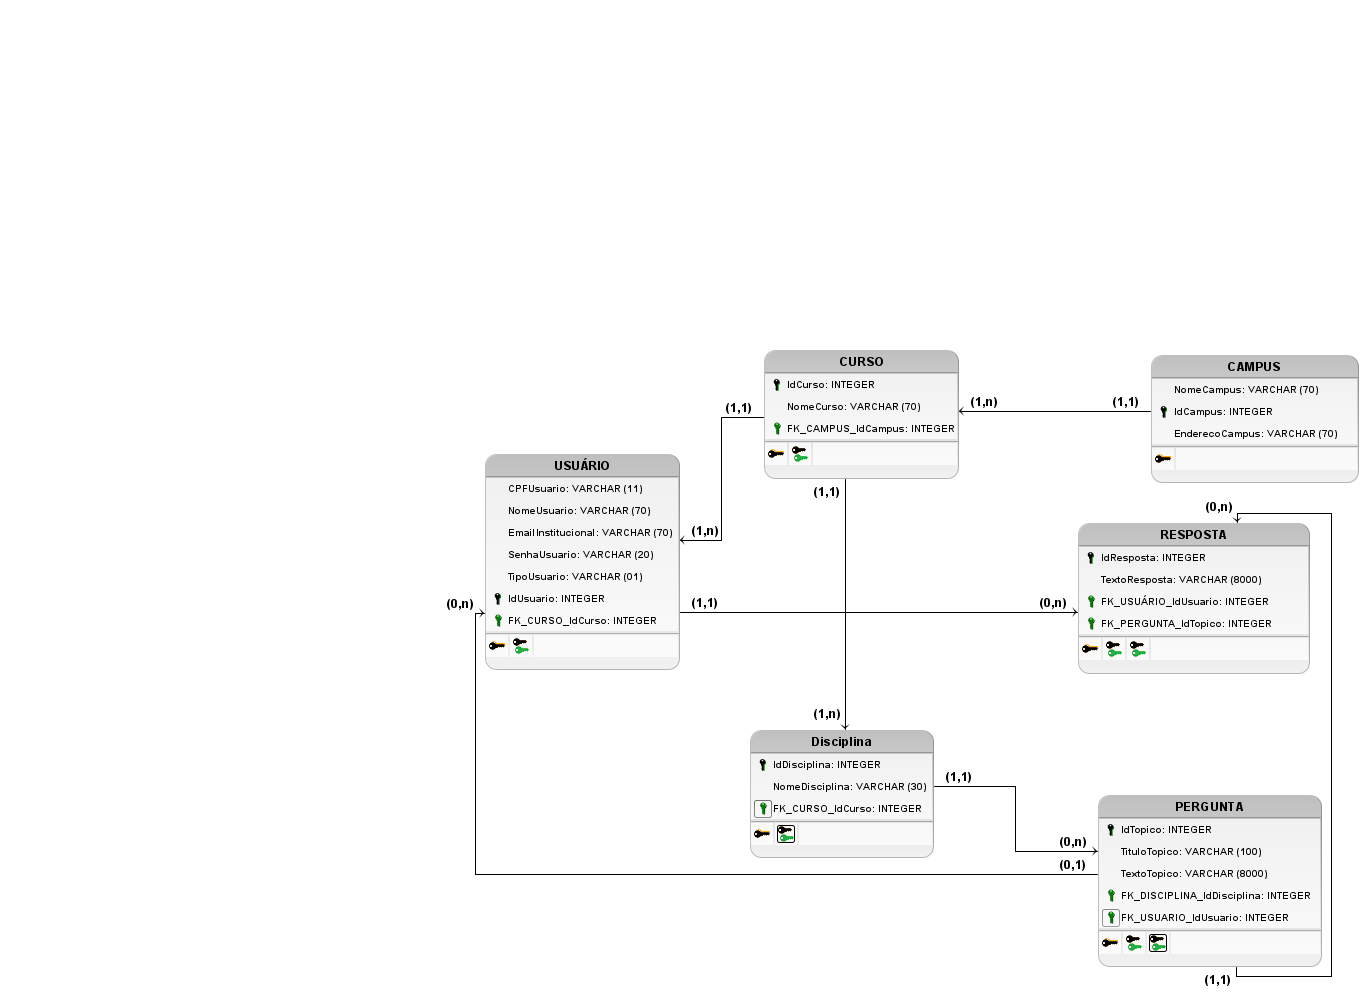 CURSO
IdCurso: INTEGER
NomeCurso: VARCHAR (70)
FK_CAMPUS_IdCampus: INTEGER
CAMPUS
NomeCampus: VARCHAR (70)
IdCampus: INTEGER
EnderecoCampus: VARCHAR (70)
(1,n)
(1,1)
(1,1)
(1,n)
USUÁRIO
CPFUsuario: VARCHAR (11)
NomeUsuario: VARCHAR (70)
EmailInstitucional: VARCHAR (70)
SenhaUsuario: VARCHAR (20)
TipoUsuario: VARCHAR (01)
IdUsuario: INTEGER
FK_CURSO_IdCurso: INTEGER
(1,1)
(1,n)
(0,n)
RESPOSTA
IdResposta: INTEGER
TextoResposta: VARCHAR (8000)
FK_USUÁRIO_IdUsuario: INTEGER
FK_PERGUNTA_IdTopico: INTEGER
(0,n)
(1,1)
(0,n)
Disciplina
IdDisciplina: INTEGER
NomeDisciplina: VARCHAR (30)
FK_CURSO_IdCurso: INTEGER
(1,1)
(0,n)
(0,1)
PERGUNTA
IdTopico: INTEGER
TituloTopico: VARCHAR (100)
TextoTopico: VARCHAR (8000)
FK_DISCIPLINA_IdDisciplina: INTEGER
FK_USUARIO_IdUsuario: INTEGER
(1,1)